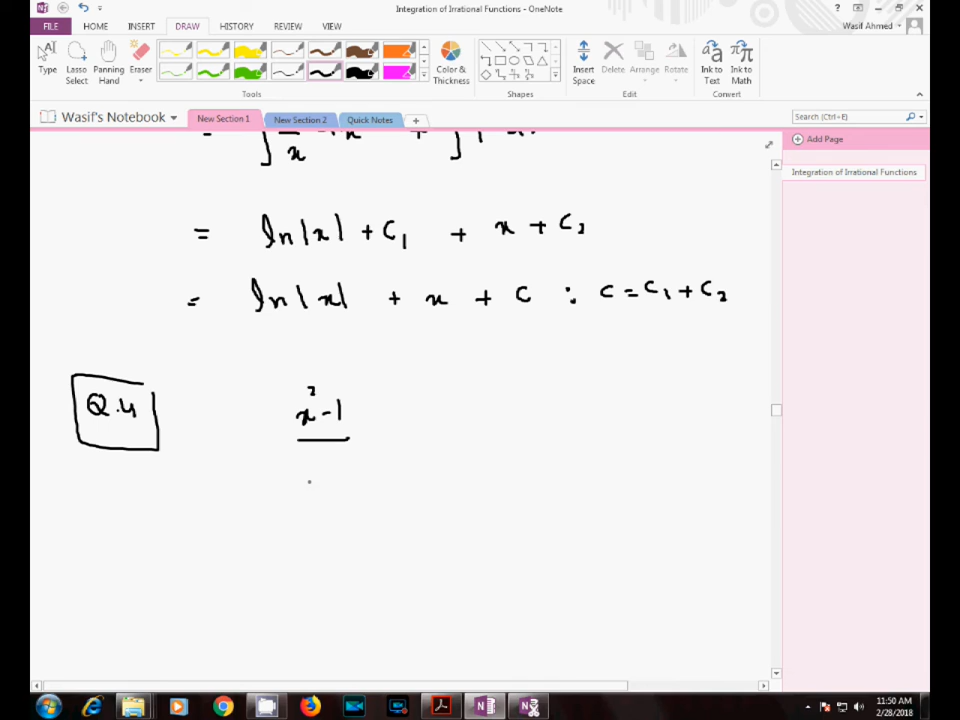 Integration of Irrational Functions - OneNote
?
FILE HOME INSERT DRAW HISTORY REVIEW VIEW
Wasif Ahmed
Type
Lasso Select
Panning Hand
Eraser
Color & Thickness
Insert Space
Delete
Arrange
Rotate
Ink to Text
Ink to Math
Tools
Shapes
Edit
Convert
Wasif's Notebook
New Section 1
New Section 2
Quick Notes
+
Search (Ctrl+E)
Add Page
Integration of Irrational Functions
= ln|x| + C₁ + x + C₂
= ln|x| + x + C : C = C₁ + C₂
Q.4
x² - 1
11:50 AM
2/28/2018